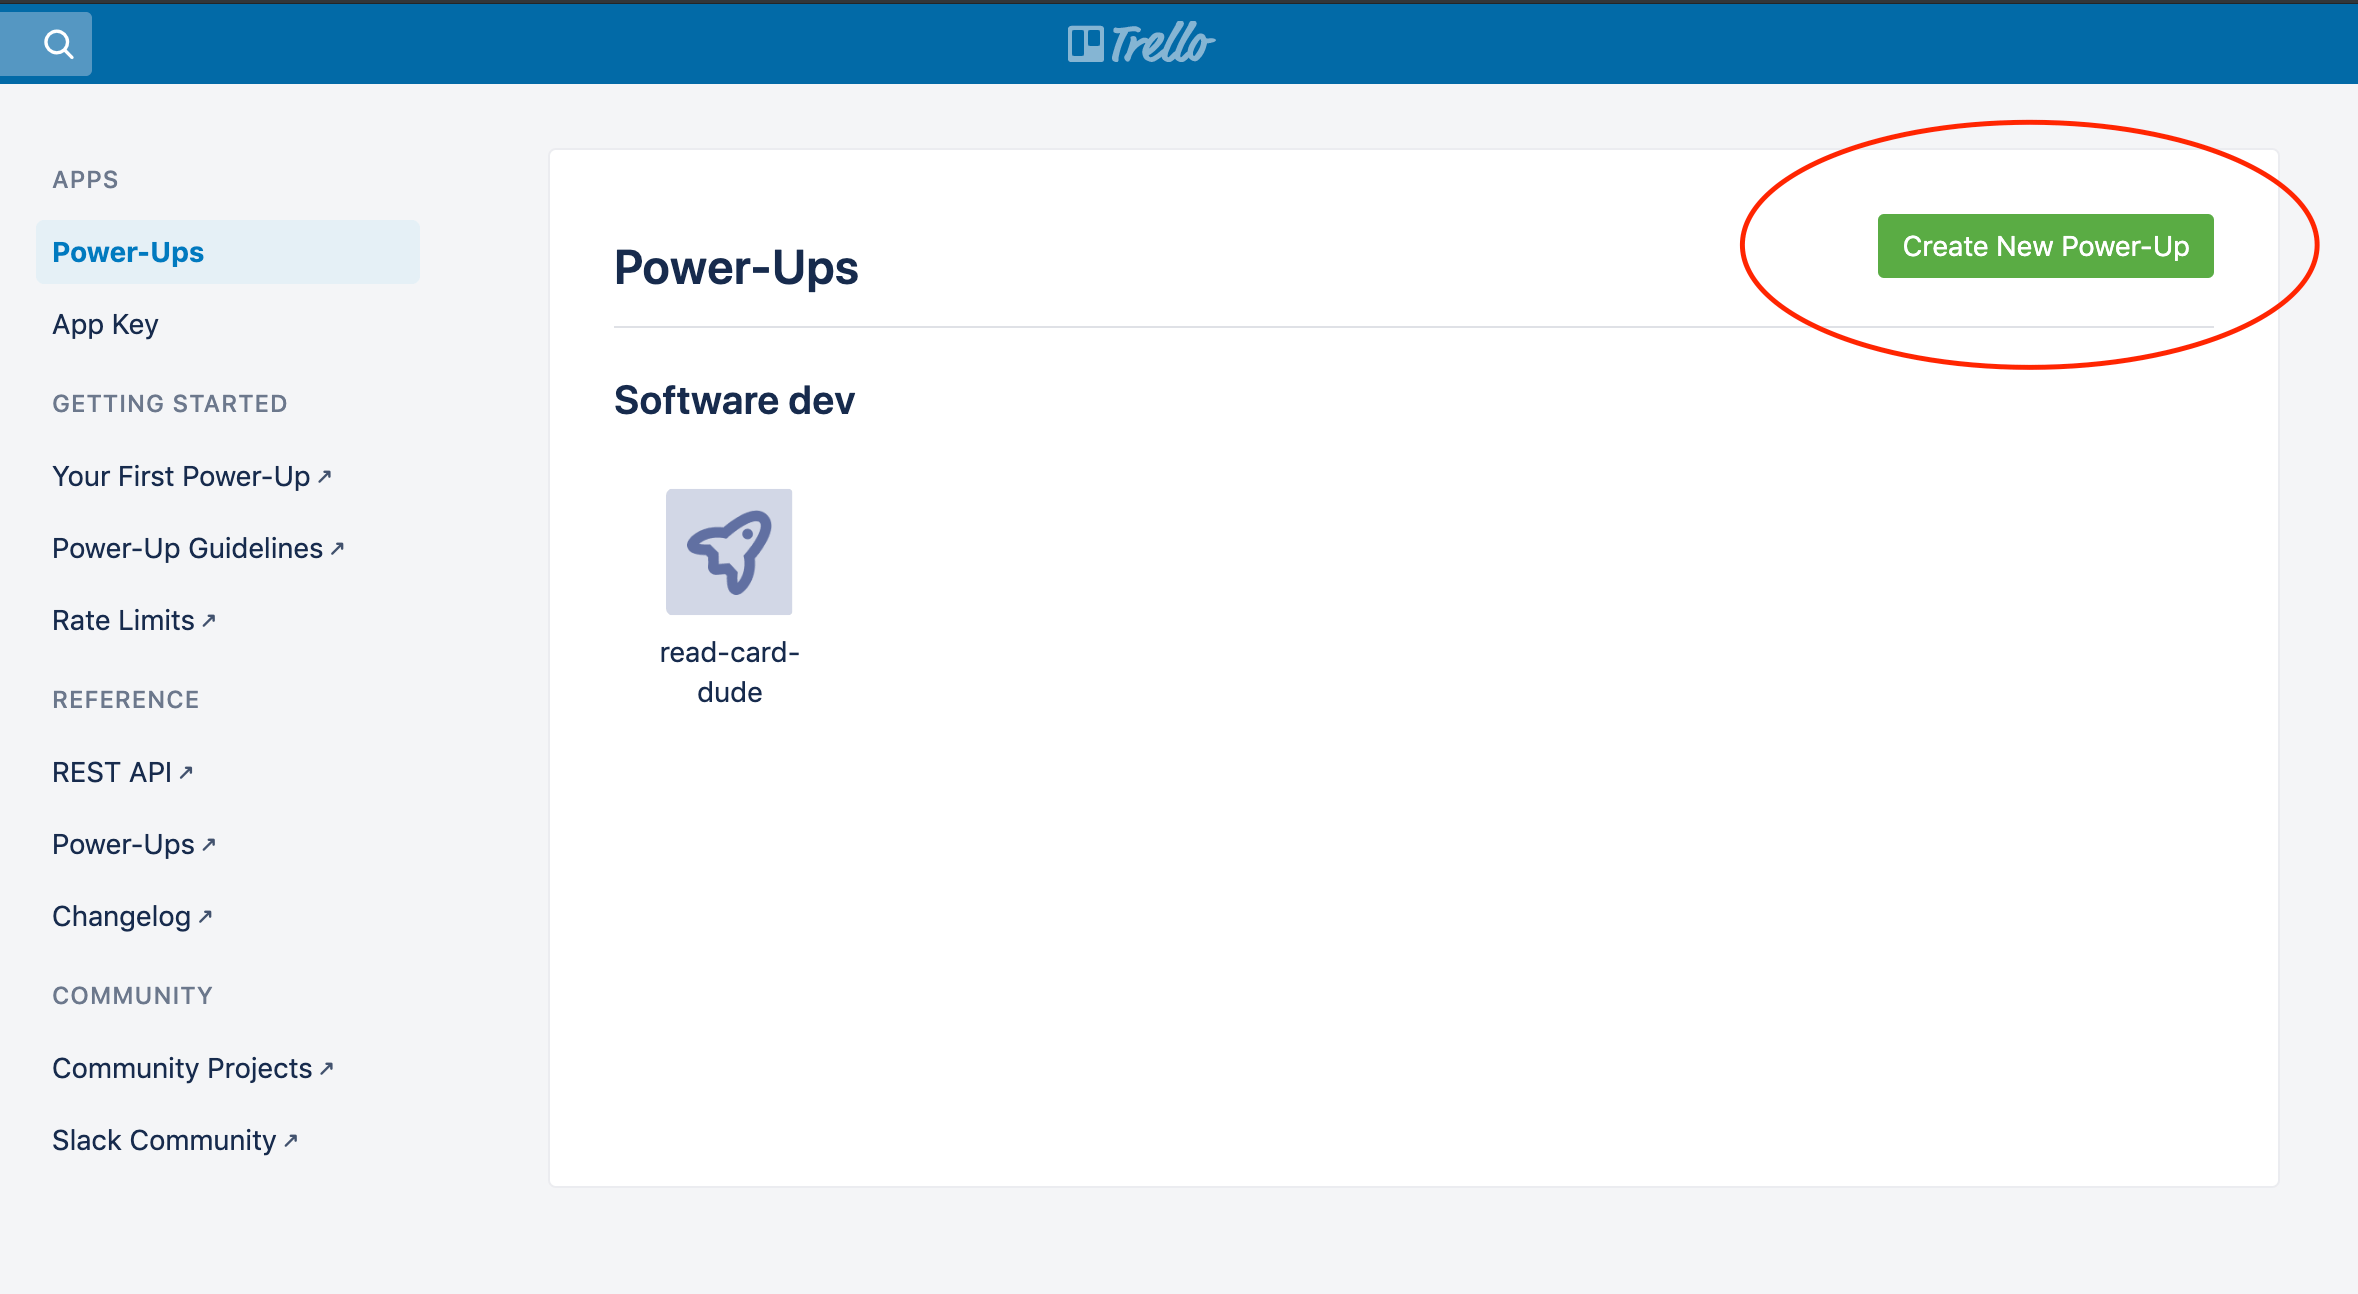 Trello
APPS
Power-Ups
App Key
GETTING STARTED
Your First Power-Up
Power-Up Guidelines
Rate Limits
REFERENCE
REST API
Power-Ups
Changelog
COMMUNITY
Community Projects
Slack Community
Power-Ups
Create New Power-Up
Software dev
read-card-
dude